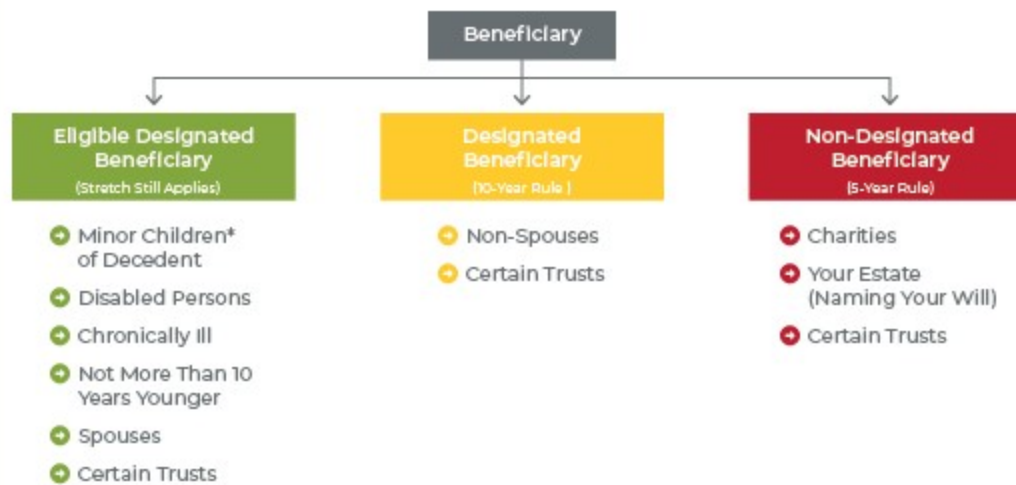 Beneficiary
Eligible Designated
Beneficiary
(Stretch Still Applies)
Minor Children*
of Decedent
Disabled Persons
Chronically Ill
Not More Than 10
Years Younger
Spouses
Certain Trusts
Designated
Beneficiary
(10-Year Rule )
Non-Spouses
Certain Trusts
Non-Designated
Beneficiary
(5-Year Rule)
Charities
Your Estate
(Naming Your Will)
Certain Trusts